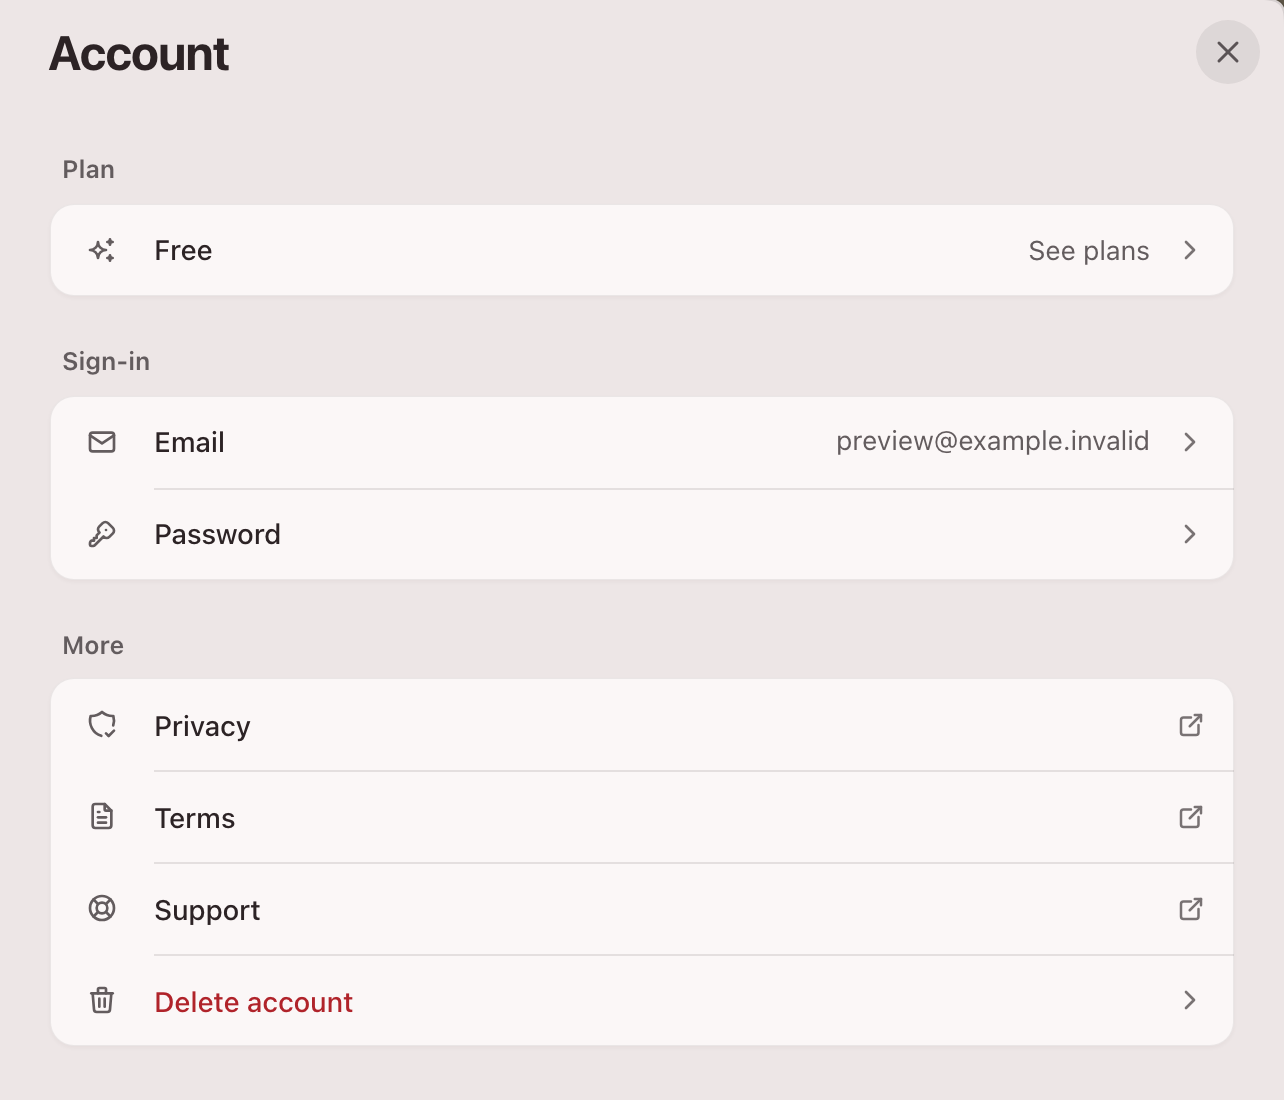 Account
Plan
Free
See plans
Sign-in
Email
preview@example.invalid
Password
More
Privacy
Terms
Support
Delete account